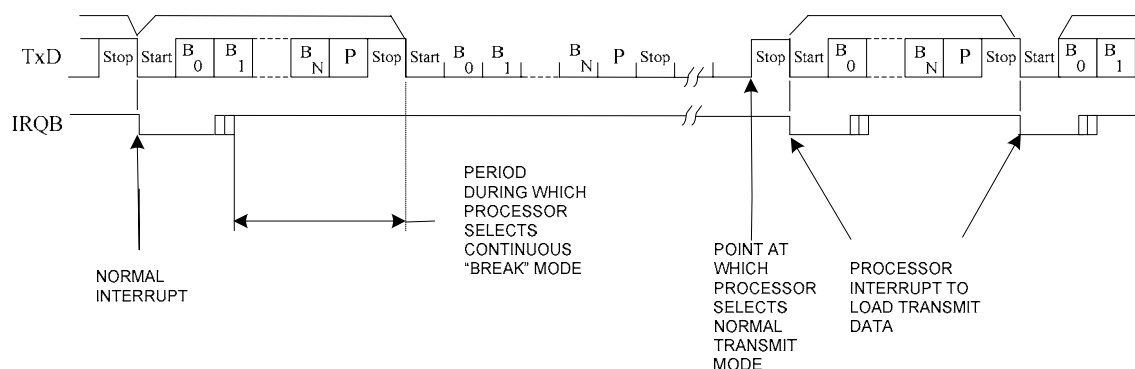 TxD Stop Start B0 B1 BN P Stop Start B0 B1 BN P Stop Stop Start B0 BN P Stop Start B0 B1
IRQB
NORMAL
INTERRUPT
PERIOD
DURING WHICH
PROCESSOR
SELECTS
CONTINUOUS
“BREAK” MODE
POINT AT
WHICH
PROCESSOR
SELECTS
NORMAL
TRANSMIT
MODE
PROCESSOR
INTERRUPT TO
LOAD TRANSMIT
DATA